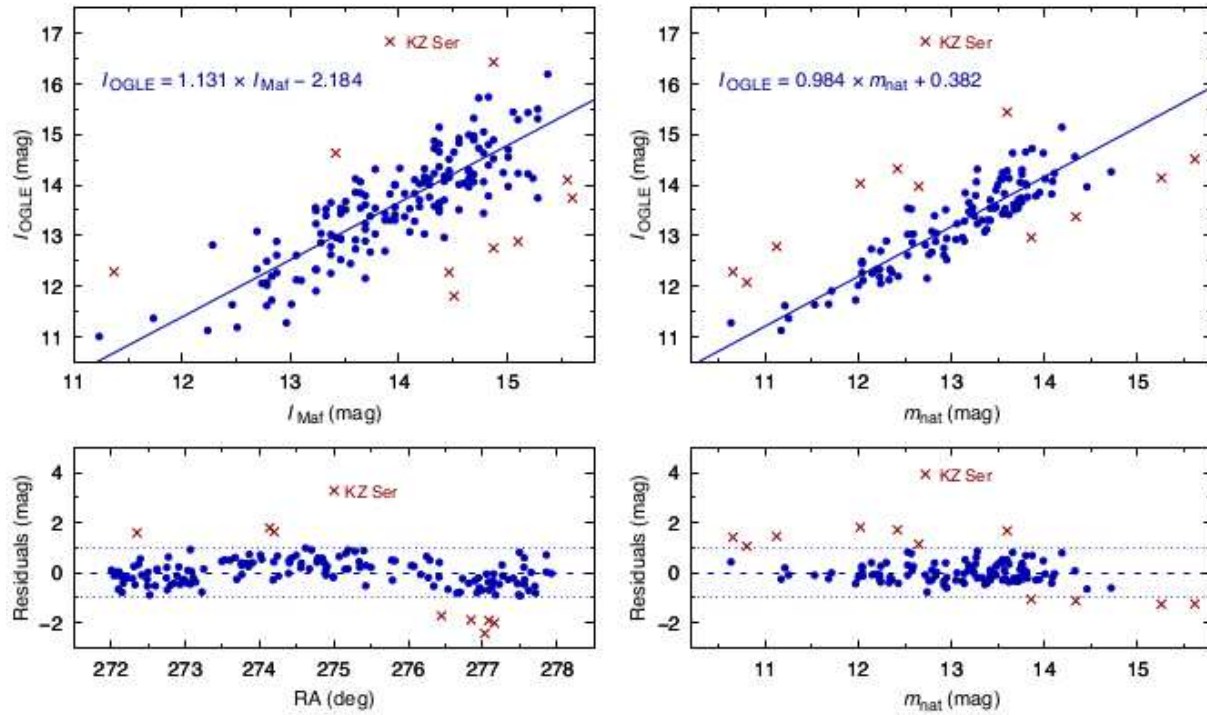 17
16
15
14
13
12
11
I_OGLE (mag)
× KZ Ser
I_OGLE = 1.131 × I_Maf − 2.184
11 12 13 14 15
I_Maf (mag)
17
16
15
14
13
12
11
I_OGLE (mag)
× KZ Ser
I_OGLE = 0.984 × m_nat + 0.382
11 12 13 14 15
m_nat (mag)
4
2
0
−2
Residuals (mag)
× KZ Ser
272 273 274 275 276 277 278
RA (deg)
4
2
0
−2
Residuals (mag)
× KZ Ser
11 12 13 14 15
m_nat (mag)